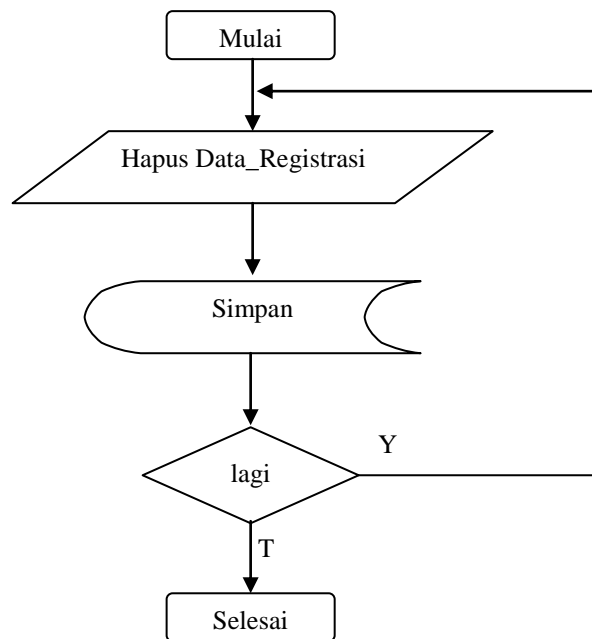 Mulai
Hapus Data_Registrasi
Simpan
Y
lagi
T
Selesai